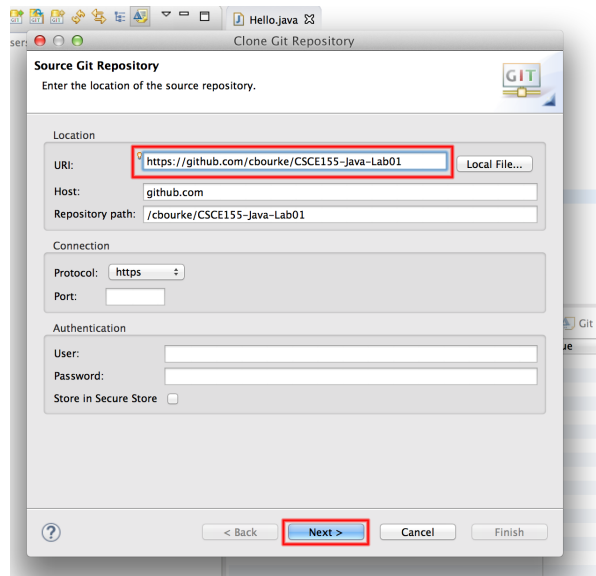 Hello.java
sers
Clone Git Repository
Source Git Repository
Enter the location of the source repository.
GIT
Location
URI: https://github.com/cbourke/CSCE155-Java-Lab01 Local File...
Host: github.com
Repository path: /cbourke/CSCE155-Java-Lab01
Connection
Protocol: https
Port:
Authentication
User:
Password:
Store in Secure Store
Git
ue
? < Back Next > Cancel Finish